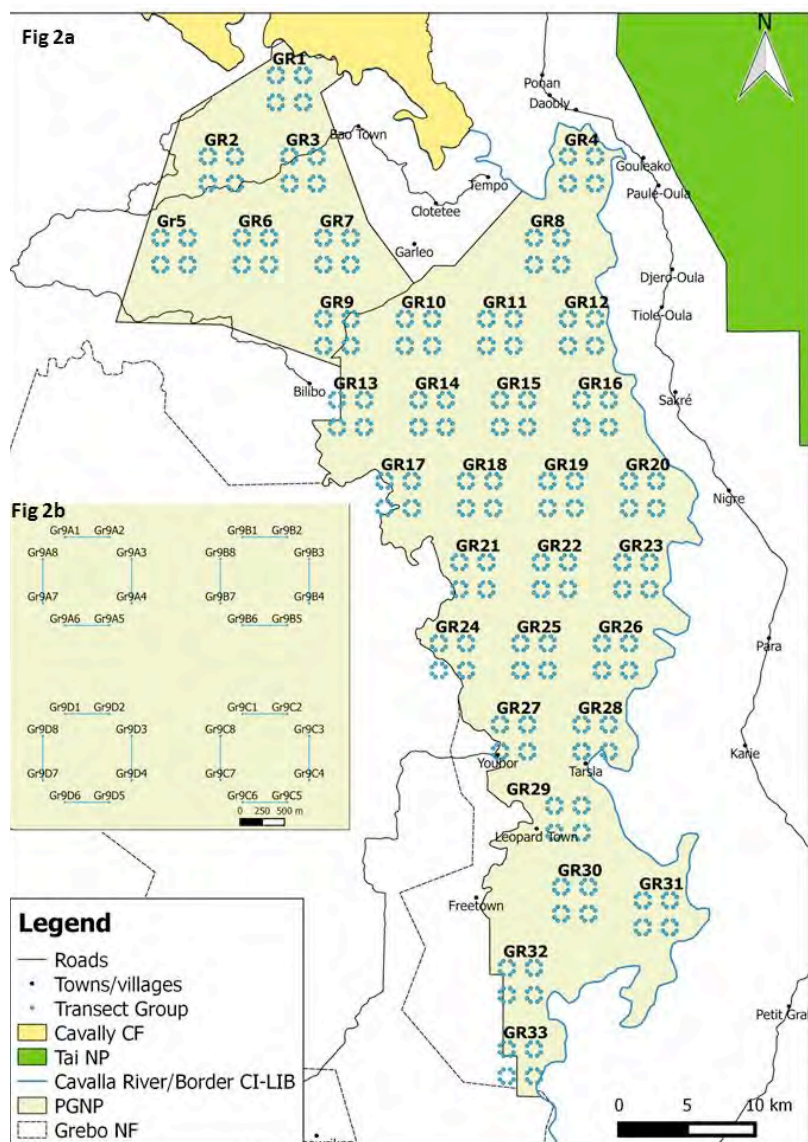 Fig 2a
N
GR1
Ponan
Daobly
Bao Town
GR2
GR3
GR4
Gouleako
Tempo
Paule-Oula
Clotetee
Gr5
GR6
GR7
GR8
Garleo
Djero-Oula
GR9
GR10
GR11
GR12
Tiole-Oula
Bilibo
GR13
GR14
GR15
GR16
Sakré
GR17
GR18
GR19
GR20
Nigre
Fig 2b
Gr9A1 Gr9A2 Gr9B1 Gr9B2
Gr9A8 Gr9A3 Gr9B8 Gr9B3
Gr9A7 Gr9A4 Gr9B7 Gr9B4
Gr9A6 Gr9A5 Gr9B6 Gr9B5
Gr9D1 Gr9D2 Gr9C1 Gr9C2
Gr9D8 Gr9D3 Gr9C8 Gr9C3
Gr9D7 Gr9D4 Gr9C7 Gr9C4
Gr9D6 Gr9D5 Gr9C6 Gr9C5
0 250 500 m
GR21
GR22
GR23
GR24
GR25
GR26
Para
GR27
GR28
Karie
Youbor
Tarsla
GR29
Leopard Town
GR30
GR31
Freetown
GR32
Petit Gra
GR33
Legend
Roads
Towns/villages
Transect Group
Cavally CF
Tai NP
Cavalla River/Border CI-LIB
PGNP
Grebo NF
0 5 10 km